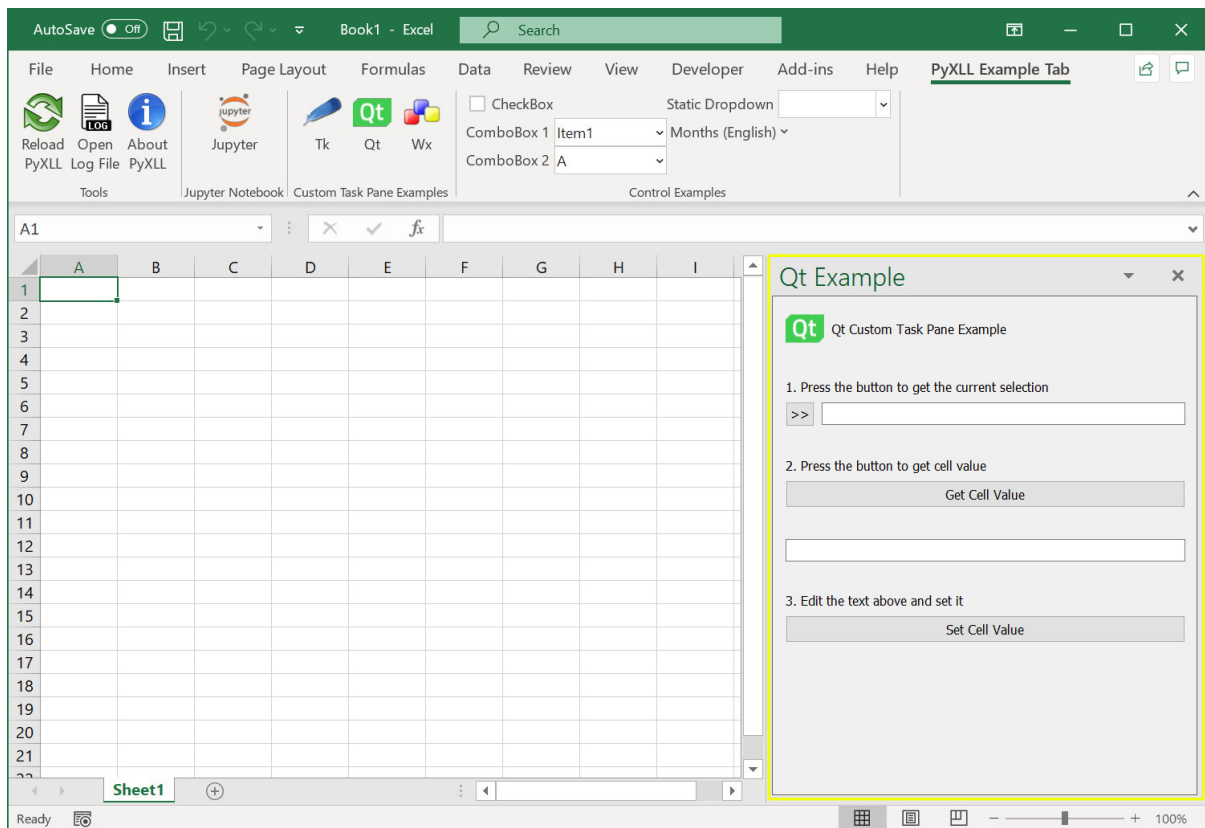 AutoSave Off Book1 - Excel Search
File Home Insert Page Layout Formulas Data Review View Developer Add-ins Help PyXLL Example Tab
LOG jupyter Qt
CheckBox Static Dropdown
ComboBox 1 Item1 Months (English)
ComboBox 2 A
Reload PyXLL
Open Log File
About PyXLL
Jupyter
Tk
Qt
Wx
Tools Jupyter Notebook Custom Task Pane Examples Control Examples
A1 fx
A B C D E F G H I
1
2
3
4
5
6
7
8
9
10
11
12
13
14
15
16
17
18
19
20
21
Qt Example
Qt Qt Custom Task Pane Example
1. Press the button to get the current selection
>>
2. Press the button to get cell value
Get Cell Value
3. Edit the text above and set it
Set Cell Value
Sheet1
Ready 100%